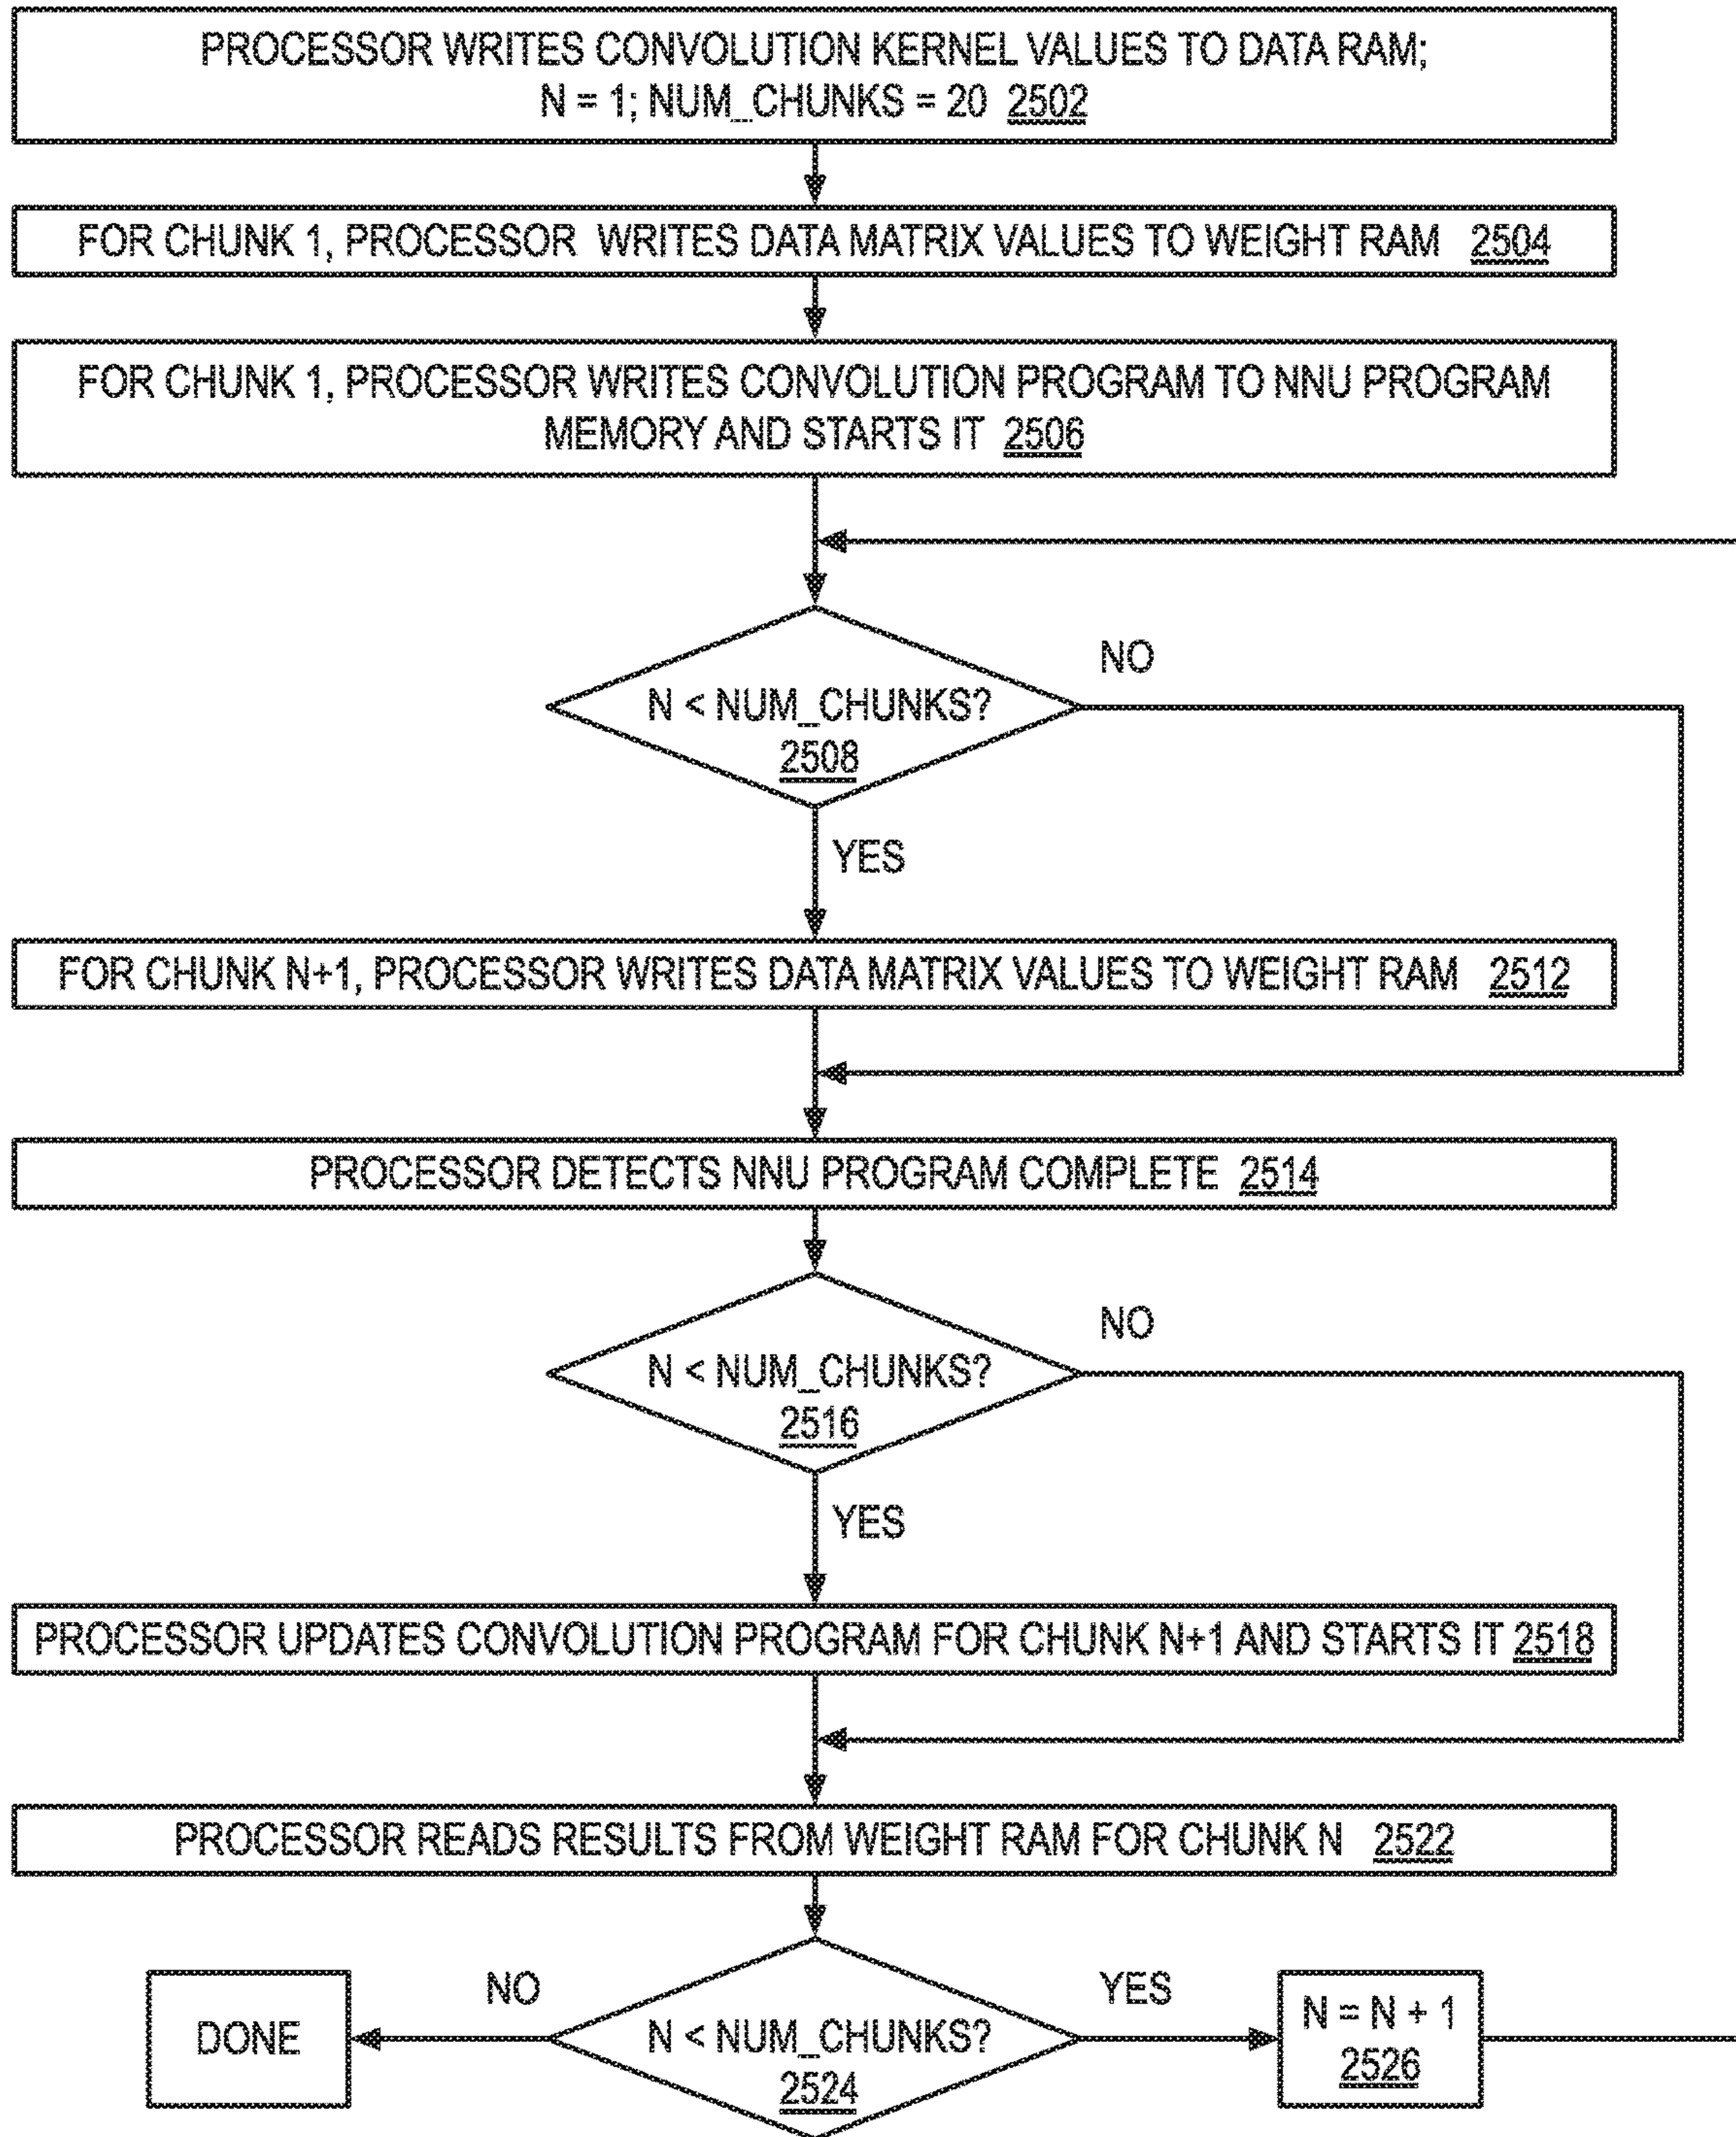 PROCESSOR WRITES CONVOLUTION KERNEL VALUES TO DATA RAM;
N = 1; NUM_CHUNKS = 20 2502
FOR CHUNK 1, PROCESSOR WRITES DATA MATRIX VALUES TO WEIGHT RAM 2504
FOR CHUNK 1, PROCESSOR WRITES CONVOLUTION PROGRAM TO NNU PROGRAM
MEMORY AND STARTS IT 2506
NO
N < NUM_CHUNKS?
2508
YES
FOR CHUNK N+1, PROCESSOR WRITES DATA MATRIX VALUES TO WEIGHT RAM 2512
PROCESSOR DETECTS NNU PROGRAM COMPLETE 2514
NO
N < NUM_CHUNKS?
2516
YES
PROCESSOR UPDATES CONVOLUTION PROGRAM FOR CHUNK N+1 AND STARTS IT 2518
PROCESSOR READS RESULTS FROM WEIGHT RAM FOR CHUNK N 2522
NO
YES
DONE
N < NUM_CHUNKS?
2524
N = N + 1
2526